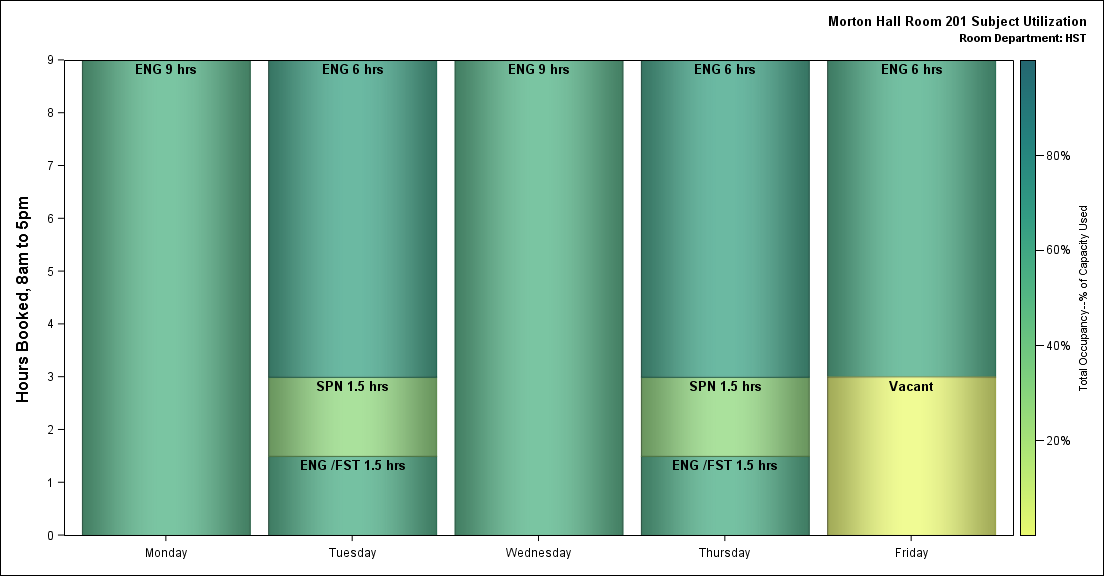 Morton Hall Room 201 Subject Utilization
Room Department: HST
Hours Booked, 8am to 5pm
9
8
7
6
5
4
3
2
1
0
ENG 9 hrs
ENG 6 hrs
SPN 1.5 hrs
ENG /FST 1.5 hrs
ENG 9 hrs
ENG 6 hrs
SPN 1.5 hrs
ENG /FST 1.5 hrs
ENG 6 hrs
Vacant
Monday
Tuesday
Wednesday
Thursday
Friday
80%
60%
40%
20%
Total Occupancy--% of Capacity Used